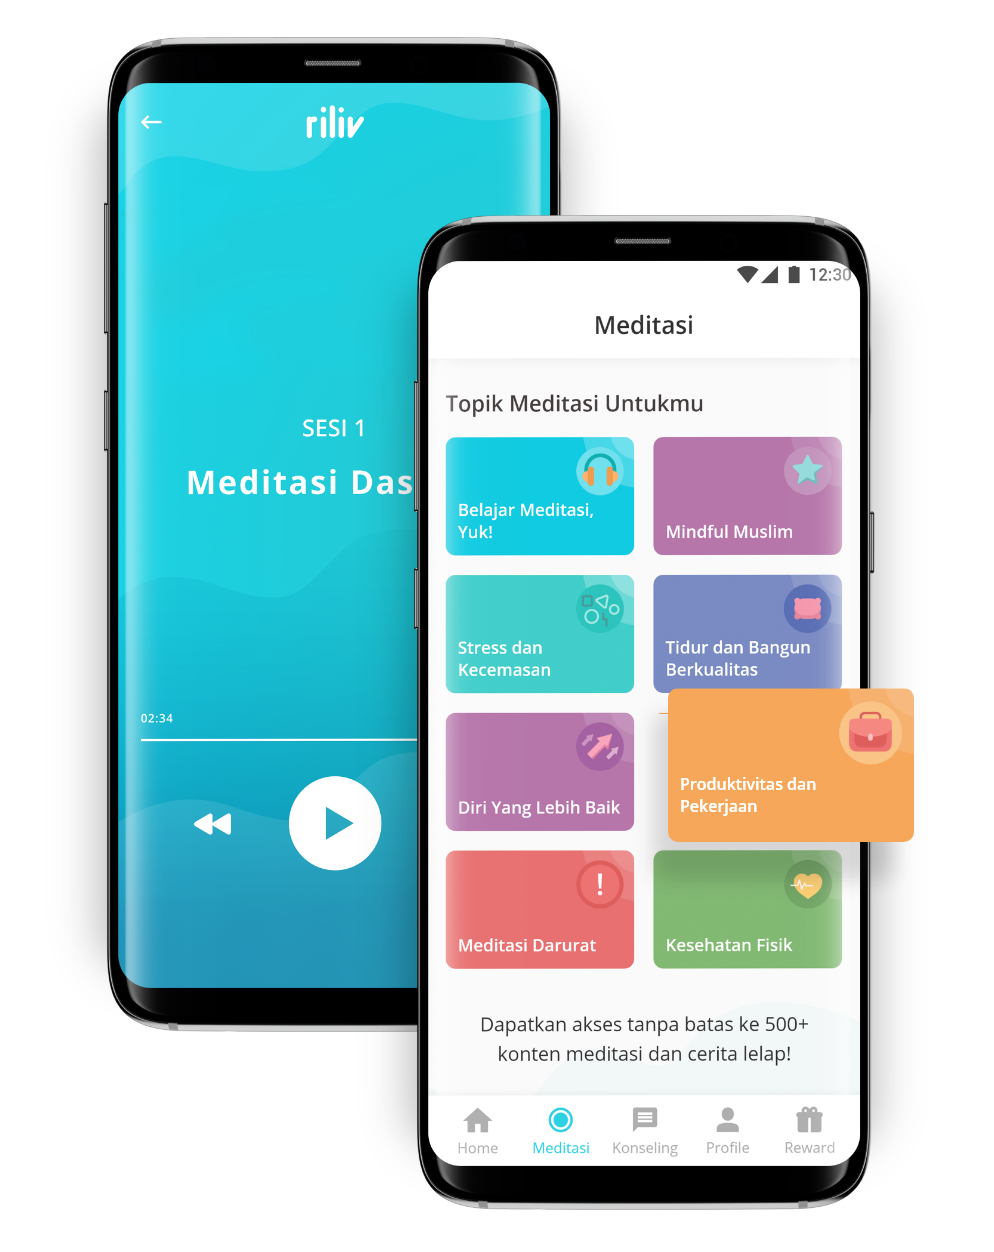 riliv
SESI 1
Meditasi Das
02:34
12:30
Meditasi
Topik Meditasi Untukmu
Belajar Meditasi,
Yuk!
Mindful Muslim
Stress dan
Kecemasan
Tidur dan Bangun
Berkualitas
Diri Yang Lebih Baik
Produktivitas dan
Pekerjaan
Meditasi Darurat
Kesehatan Fisik
Dapatkan akses tanpa batas ke 500+
konten meditasi dan cerita lelap!
Home
Meditasi
Konseling
Profile
Reward